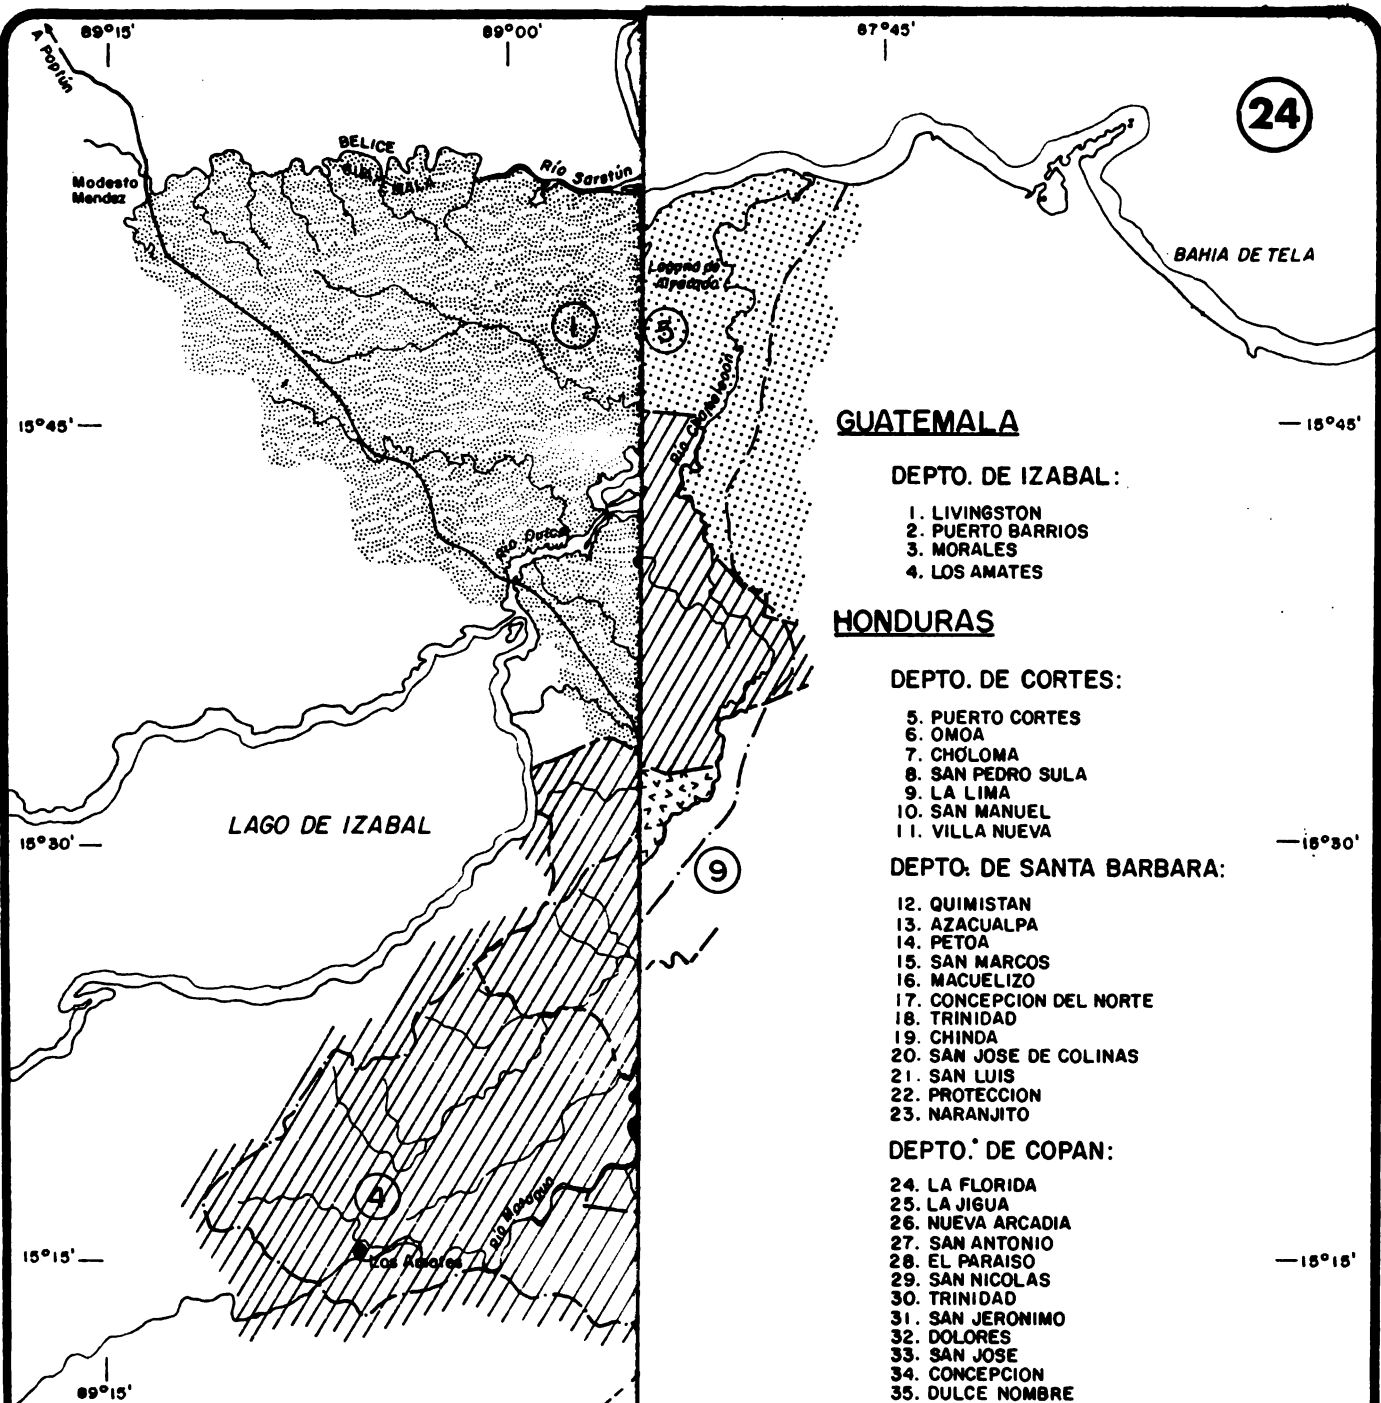 89°15'
89°00'
87°45'
24
A Poptún
BELICE
Río Sarstún
Modesto
Mendez
BAHIA DE TELA
Laguna de
1
5
15°45'
15°45'
Río Chamelecón
GUATEMALA
DEPTO. DE IZABAL:
1. LIVINGSTON
2. PUERTO BARRIOS
3. MORALES
4. LOS AMATES
Río Dulce
HONDURAS
DEPTO. DE CORTES:
5. PUERTO CORTES
6. OMOA
7. CHOLOMA
8. SAN PEDRO SULA
9. LA LIMA
10. SAN MANUEL
11. VILLA NUEVA
LAGO DE IZABAL
15°30'
15°30'
9
DEPTO. DE SANTA BARBARA:
12. QUIMISTAN
13. AZACUALPA
14. PETOA
15. SAN MARCOS
16. MACUELIZO
17. CONCEPCION DEL NORTE
18. TRINIDAD
19. CHINDA
20. SAN JOSE DE COLINAS
21. SAN LUIS
22. PROTECCION
23. NARANJITO
DEPTO. DE COPAN:
24. LA FLORIDA
25. LA JIGUA
26. NUEVA ARCADIA
27. SAN ANTONIO
28. EL PARAISO
29. SAN NICOLAS
30. TRINIDAD
31. SAN JERONIMO
32. DOLORES
33. SAN JOSE
34. CONCEPCION
35. DULCE NOMBRE
4
Río Motagua
Los Amates
15°15'
15°15'
89°15'